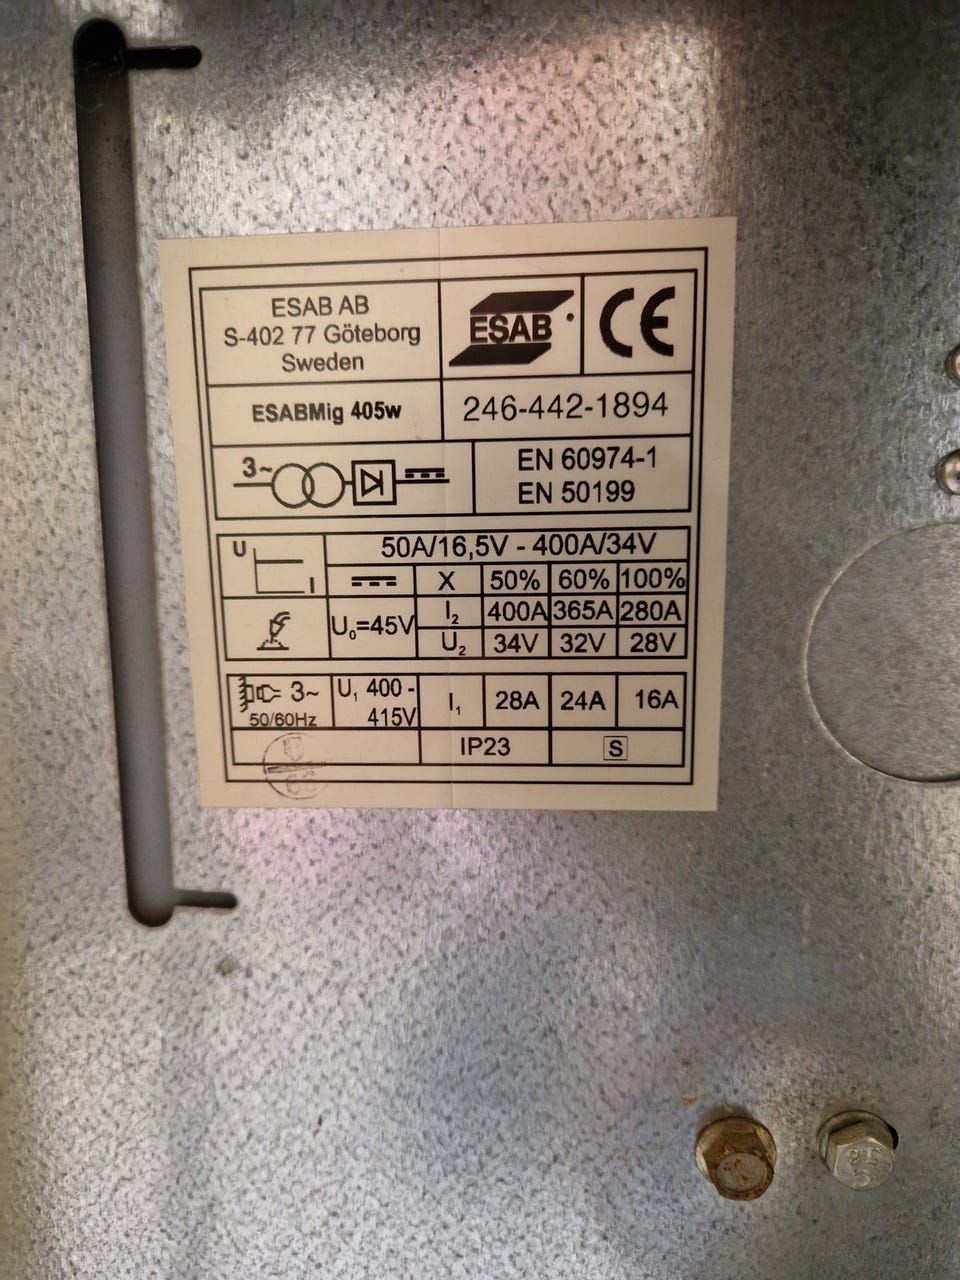 ESAB AB
S-402 77 Göteborg
Sweden
ESAB
CE
ESABMig 405w
246-442-1894
3~
EN 60974-1
EN 50199
U
I
50A/16,5V - 400A/34V
X 50% 60% 100%
U₀=45V
I₂ 400A 365A 280A
U₂ 34V 32V 28V
3~
50/60Hz
U₁ 400 -
415V
I₁ 28A 24A 16A
IP23
S